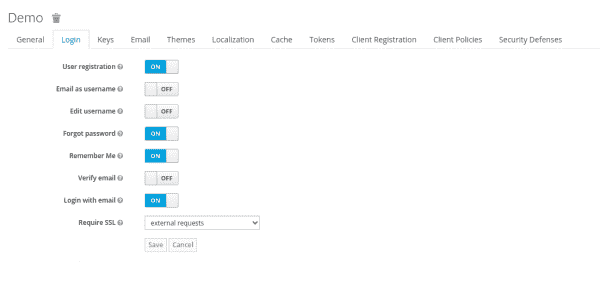 Demo
General Login Keys Email Themes Localization Cache Tokens Client Registration Client Policies Security Defenses
User registration ON
Email as username OFF
Edit username OFF
Forgot password ON
Remember Me ON
Verify email OFF
Login with email ON
Require SSL external requests
Save Cancel